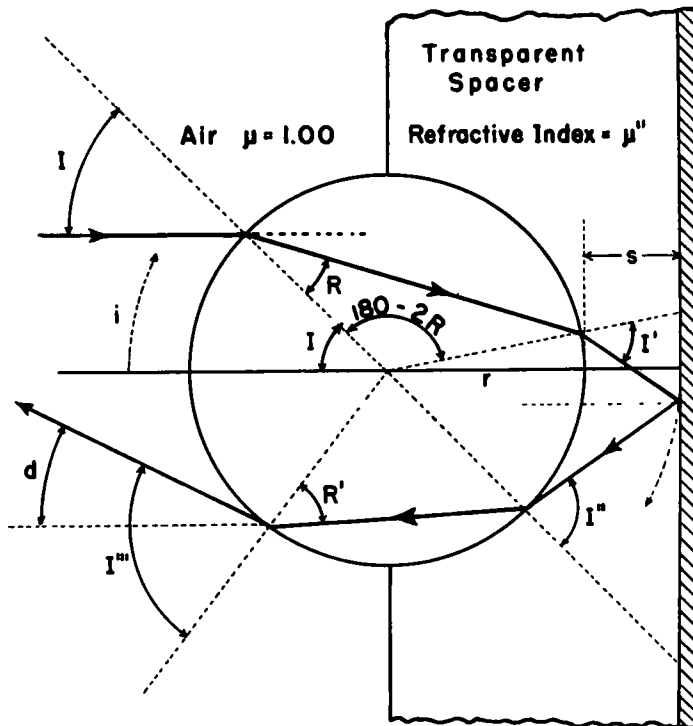 Transparent
Spacer
Air μ = 1.00
Refractive Index = μ"
I
s
R
180 - 2R
i
I
I'
r
d
R'
I"
I'''